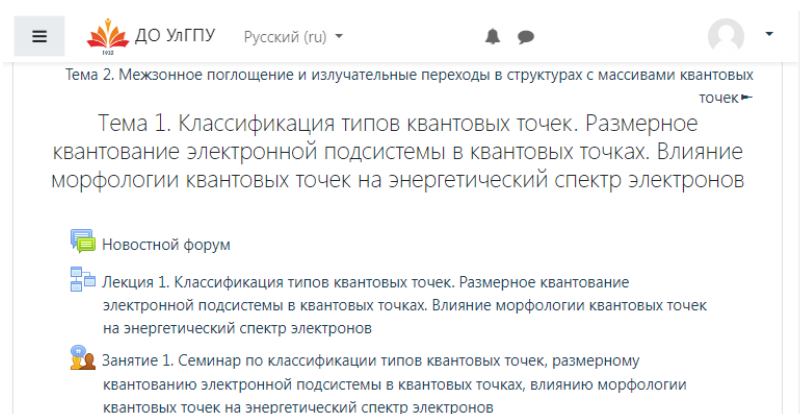 ДО УлГПУ Русский (ru)
Тема 2. Межзонное поглощение и излучательные переходы в структурах с массивами квантовых
точек
Тема 1. Классификация типов квантовых точек. Размерное
квантование электронной подсистемы в квантовых точках. Влияние
морфологии квантовых точек на энергетический спектр электронов
Новостной форум
Лекция 1. Классификация типов квантовых точек. Размерное квантование
электронной подсистемы в квантовых точках. Влияние морфологии квантовых точек
на энергетический спектр электронов
Занятие 1. Семинар по классификации типов квантовых точек, размерному
квантованию электронной подсистемы в квантовых точках, влиянию морфологии
квантовых точек на энергетический спектр электронов